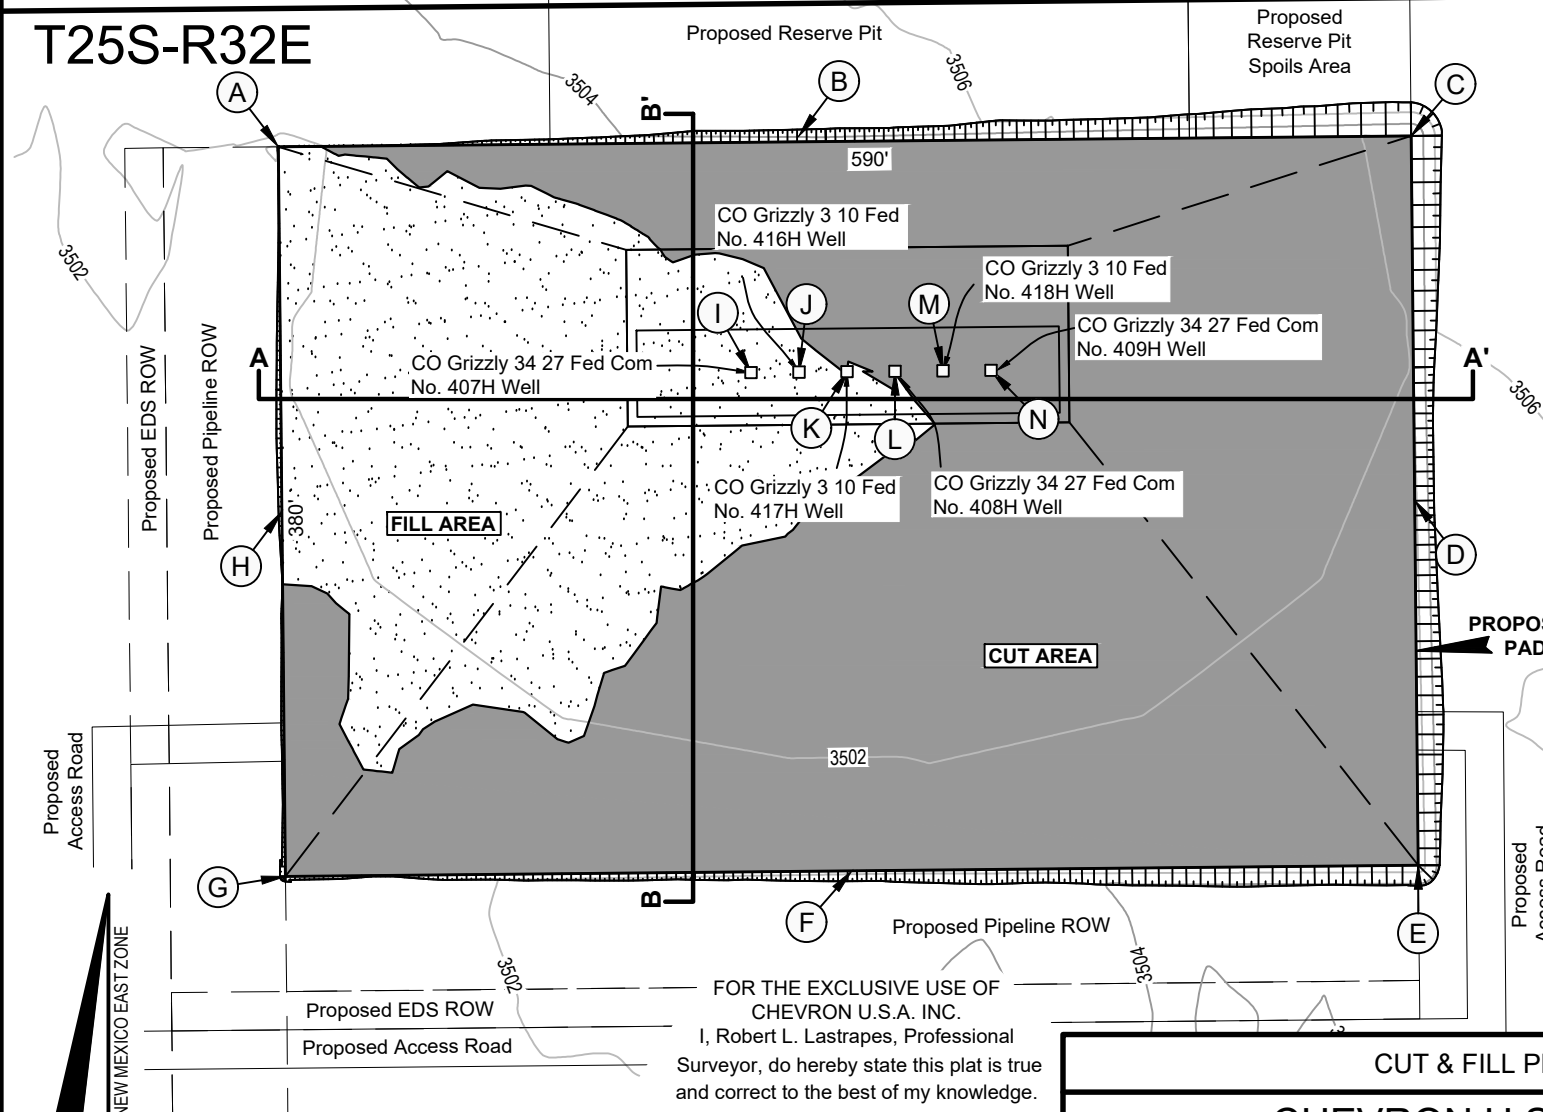 T25S-R32E
Proposed Reserve Pit
Proposed
Reserve Pit
Spoils Area
3504
3506
A
B'
B
C
590'
CO Grizzly 3 10 Fed
No. 416H Well
CO Grizzly 3 10 Fed
No. 418H Well
3502
I
J
M
CO Grizzly 34 27 Fed Com
No. 409H Well
A
CO Grizzly 34 27 Fed Com
No. 407H Well
A'
3506
K
L
N
Proposed EDS ROW
Proposed Pipeline ROW
380'
CO Grizzly 3 10 Fed
No. 417H Well
CO Grizzly 34 27 Fed Com
No. 408H Well
FILL AREA
H
D
CUT AREA
PAD
3502
Proposed
Access Road
G
B
F
E
Proposed Pipeline ROW
Proposed
3502
3504
NEW MEXICO EAST ZONE
Proposed EDS ROW
Proposed Access Road
FOR THE EXCLUSIVE USE OF
CHEVRON U.S.A. INC.
I, Robert L. Lastrapes, Professional
Surveyor, do hereby state this plat is true
and correct to the best of my knowledge.
CUT & FILL